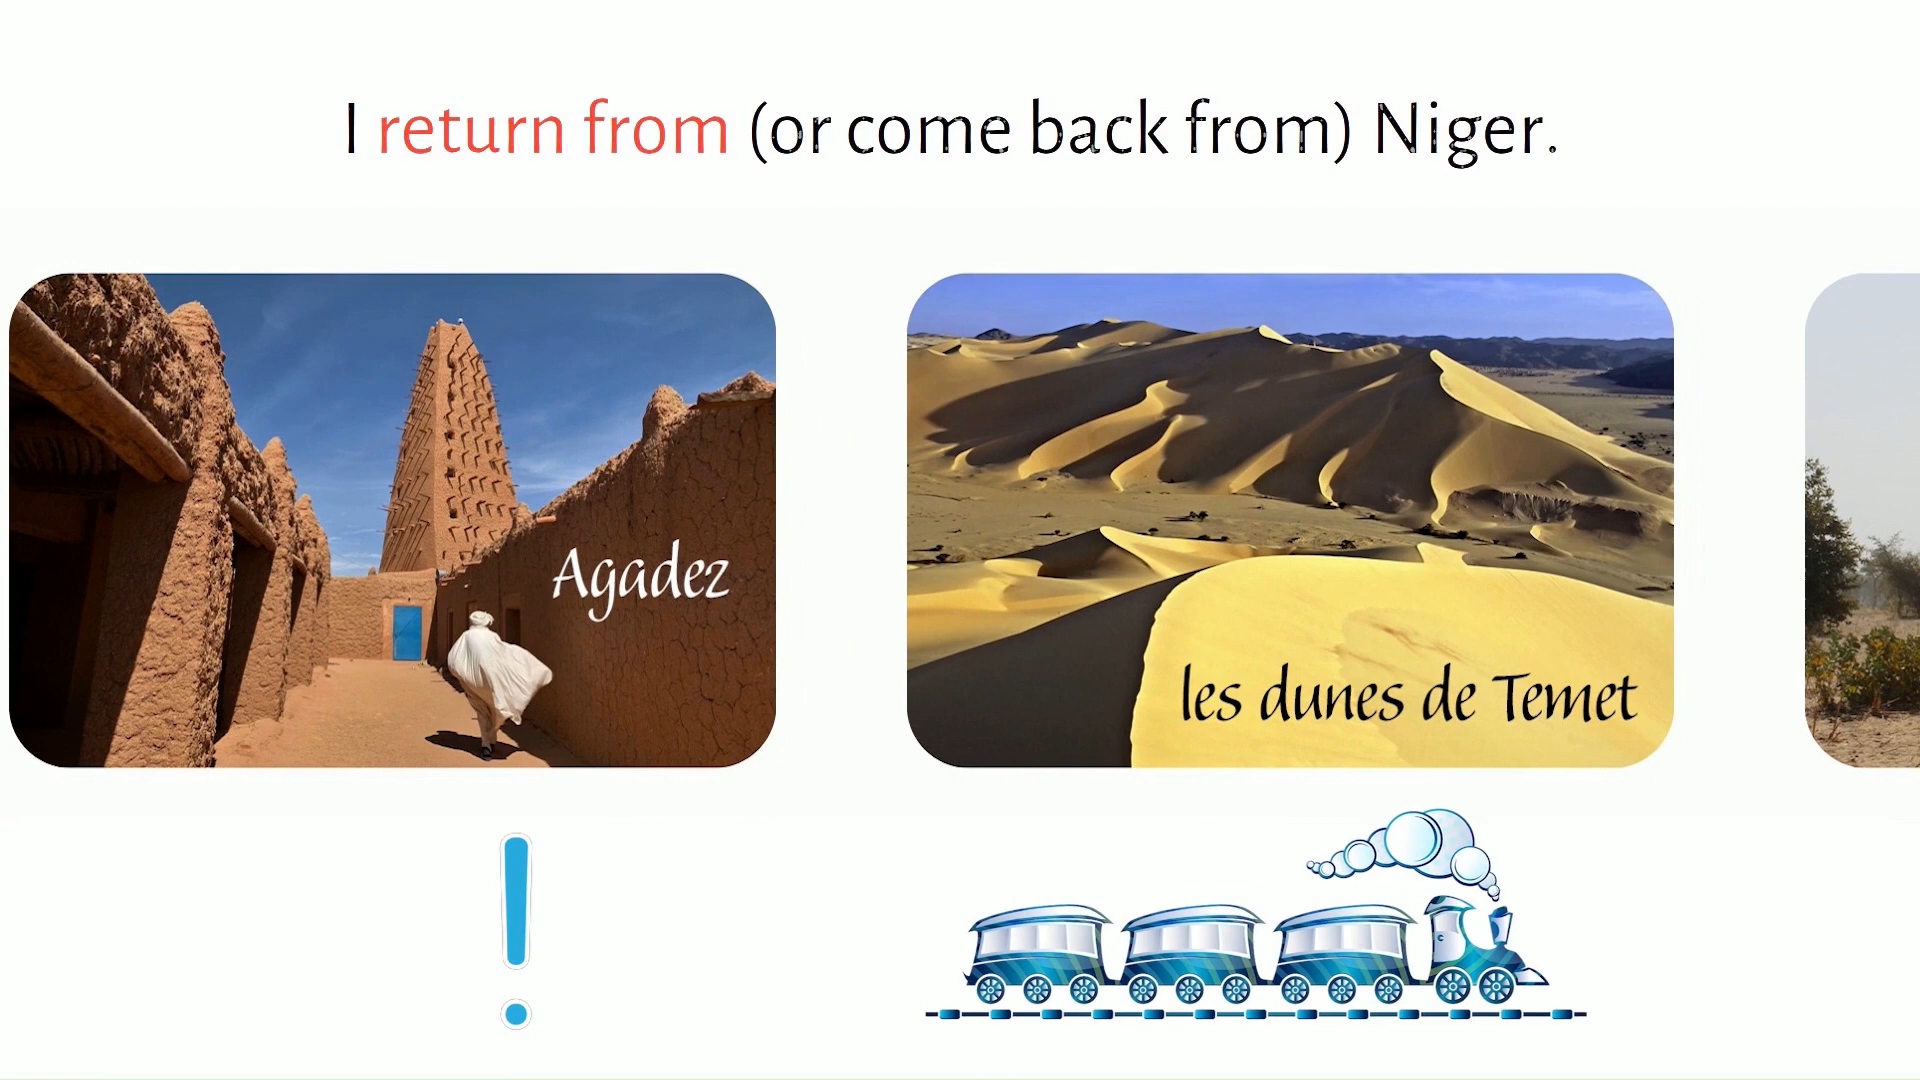 I return from (or come back from) Niger.
Agadez
les dunes de Temet